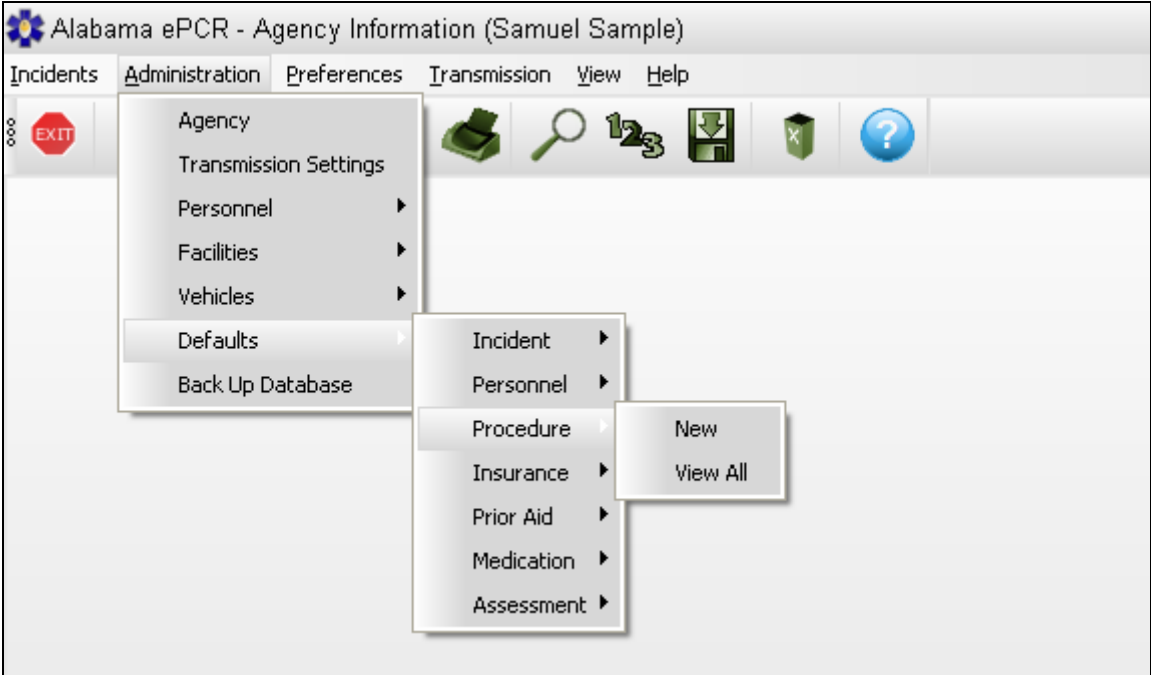 Alabama ePCR - Agency Information (Samuel Sample)
Incidents Administration Preferences Transmission View Help
EXIT
123
X
?
Agency
Transmission Settings
Personnel
Facilities
Vehicles
Defaults
Back Up Database
Incident
Personnel
Procedure
Insurance
Prior Aid
Medication
Assessment
New
View All